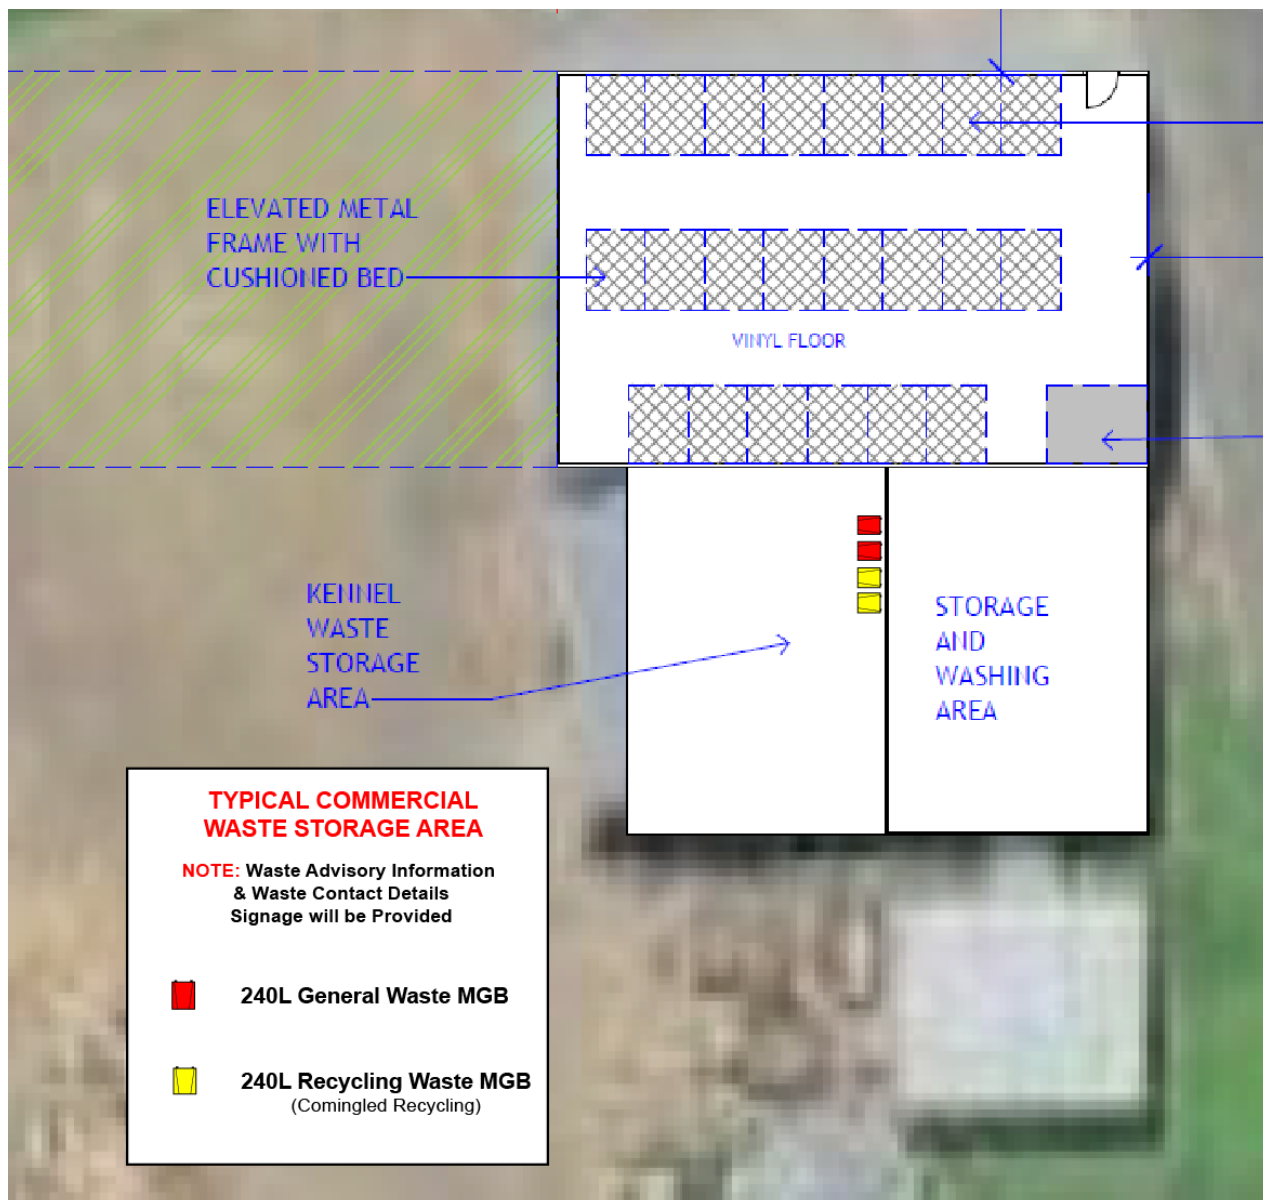 ELEVATED METAL
FRAME WITH
CUSHIONED BED
VINYL FLOOR
KENNEL
WASTE
STORAGE
AREA
STORAGE
AND
WASHING
AREA
TYPICAL COMMERCIAL
WASTE STORAGE AREA
NOTE: Waste Advisory Information
& Waste Contact Details
Signage will be Provided
240L General Waste MGB
240L Recycling Waste MGB
(Comingled Recycling)